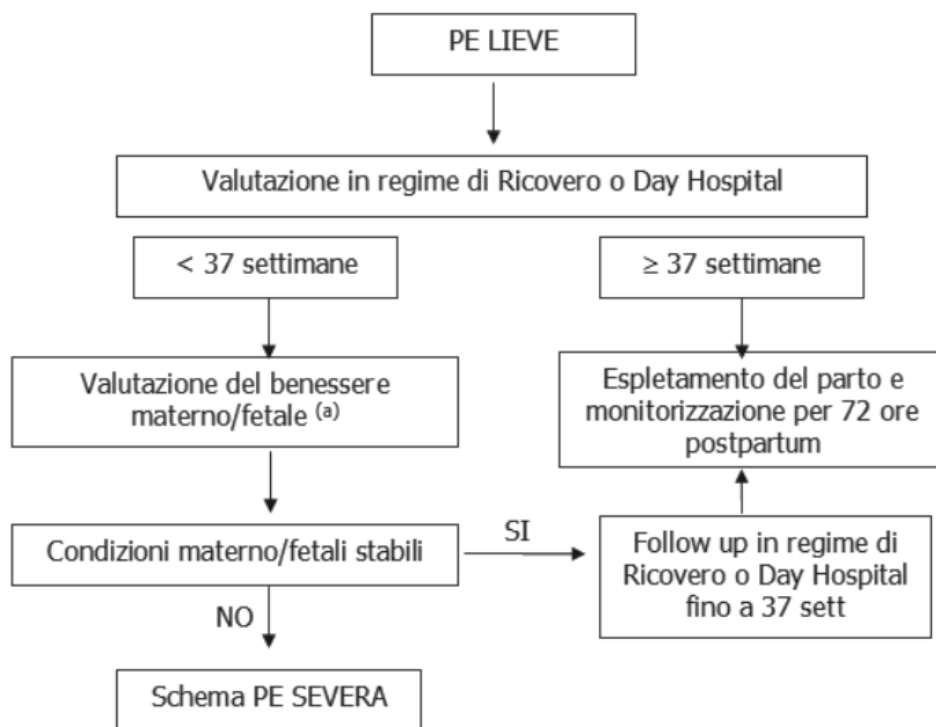 PE LIEVE
Valutazione in regime di Ricovero o Day Hospital
< 37 settimane
≥ 37 settimane
Valutazione del benessere
materno/fetale (a)
Espletamento del parto e
monitorizzazione per 72 ore
postpartum
Condizioni materno/fetali stabili
SI
Follow up in regime di
Ricovero o Day Hospital
fino a 37 sett
NO
Schema PE SEVERA